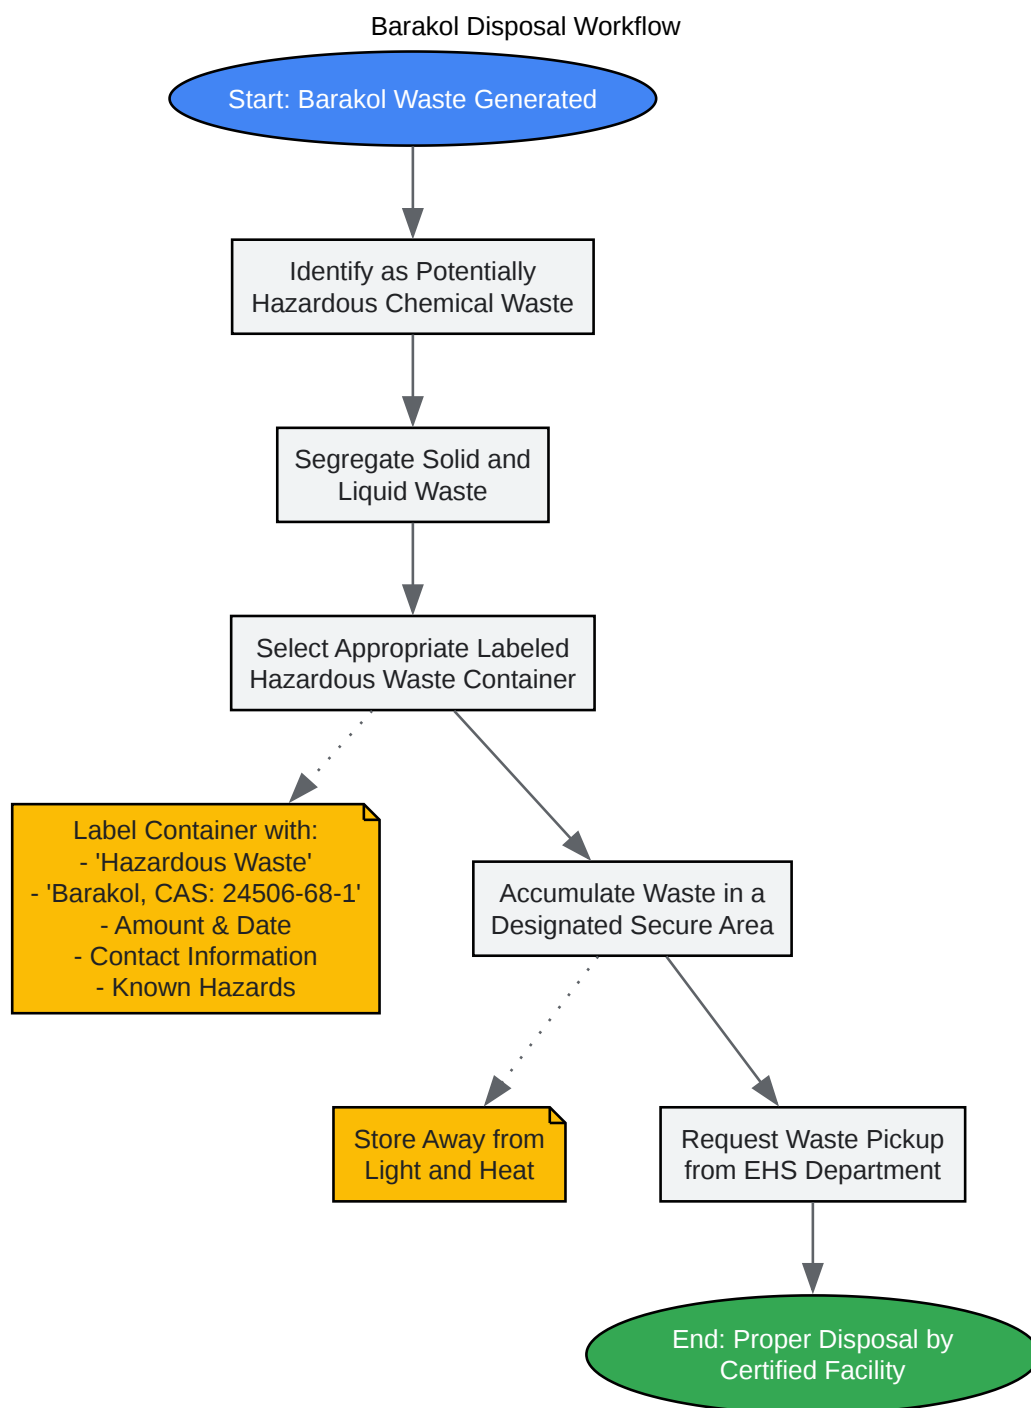 Barakol Disposal Workflow
Start: Barakol Waste Generated
Identify as Potentially
Hazardous Chemical Waste
Segregate Solid and
Liquid Waste
Select Appropriate Labeled
Hazardous Waste Container
Label Container with:
- 'Hazardous Waste'
- 'Barakol, CAS: 24506-68-1'
- Amount & Date
- Contact Information
- Known Hazards
Accumulate Waste in a
Designated Secure Area
Store Away from
Light and Heat
Request Waste Pickup
from EHS Department
End: Proper Disposal by
Certified Facility